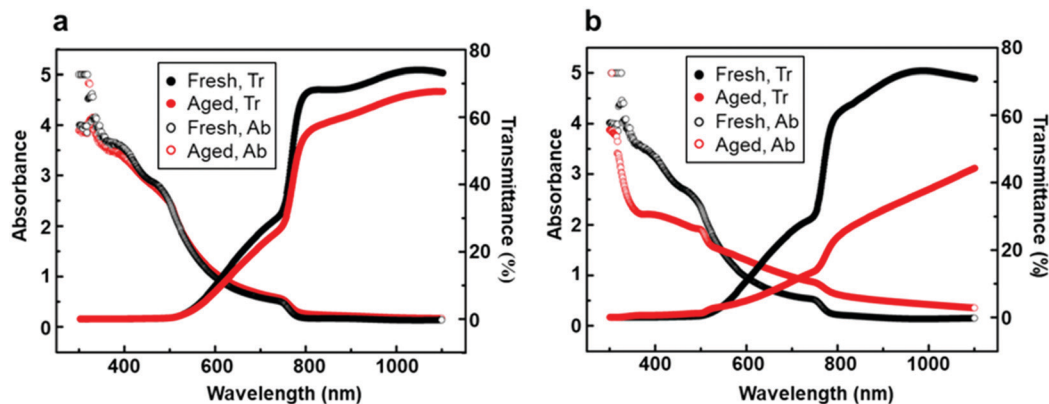 a
Absorbance
5
4
3
2
1
0
Fresh, Tr
Aged, Tr
Fresh, Ab
Aged, Ab
80
60
40
20
0
Transmittance (%)
400
600
800
1000
Wavelength (nm)
b
Absorbance
5
4
3
2
1
0
Fresh, Tr
Aged, Tr
Fresh, Ab
Aged, Ab
80
60
40
20
0
Transmittance (%)
400
600
800
1000
Wavelength (nm)